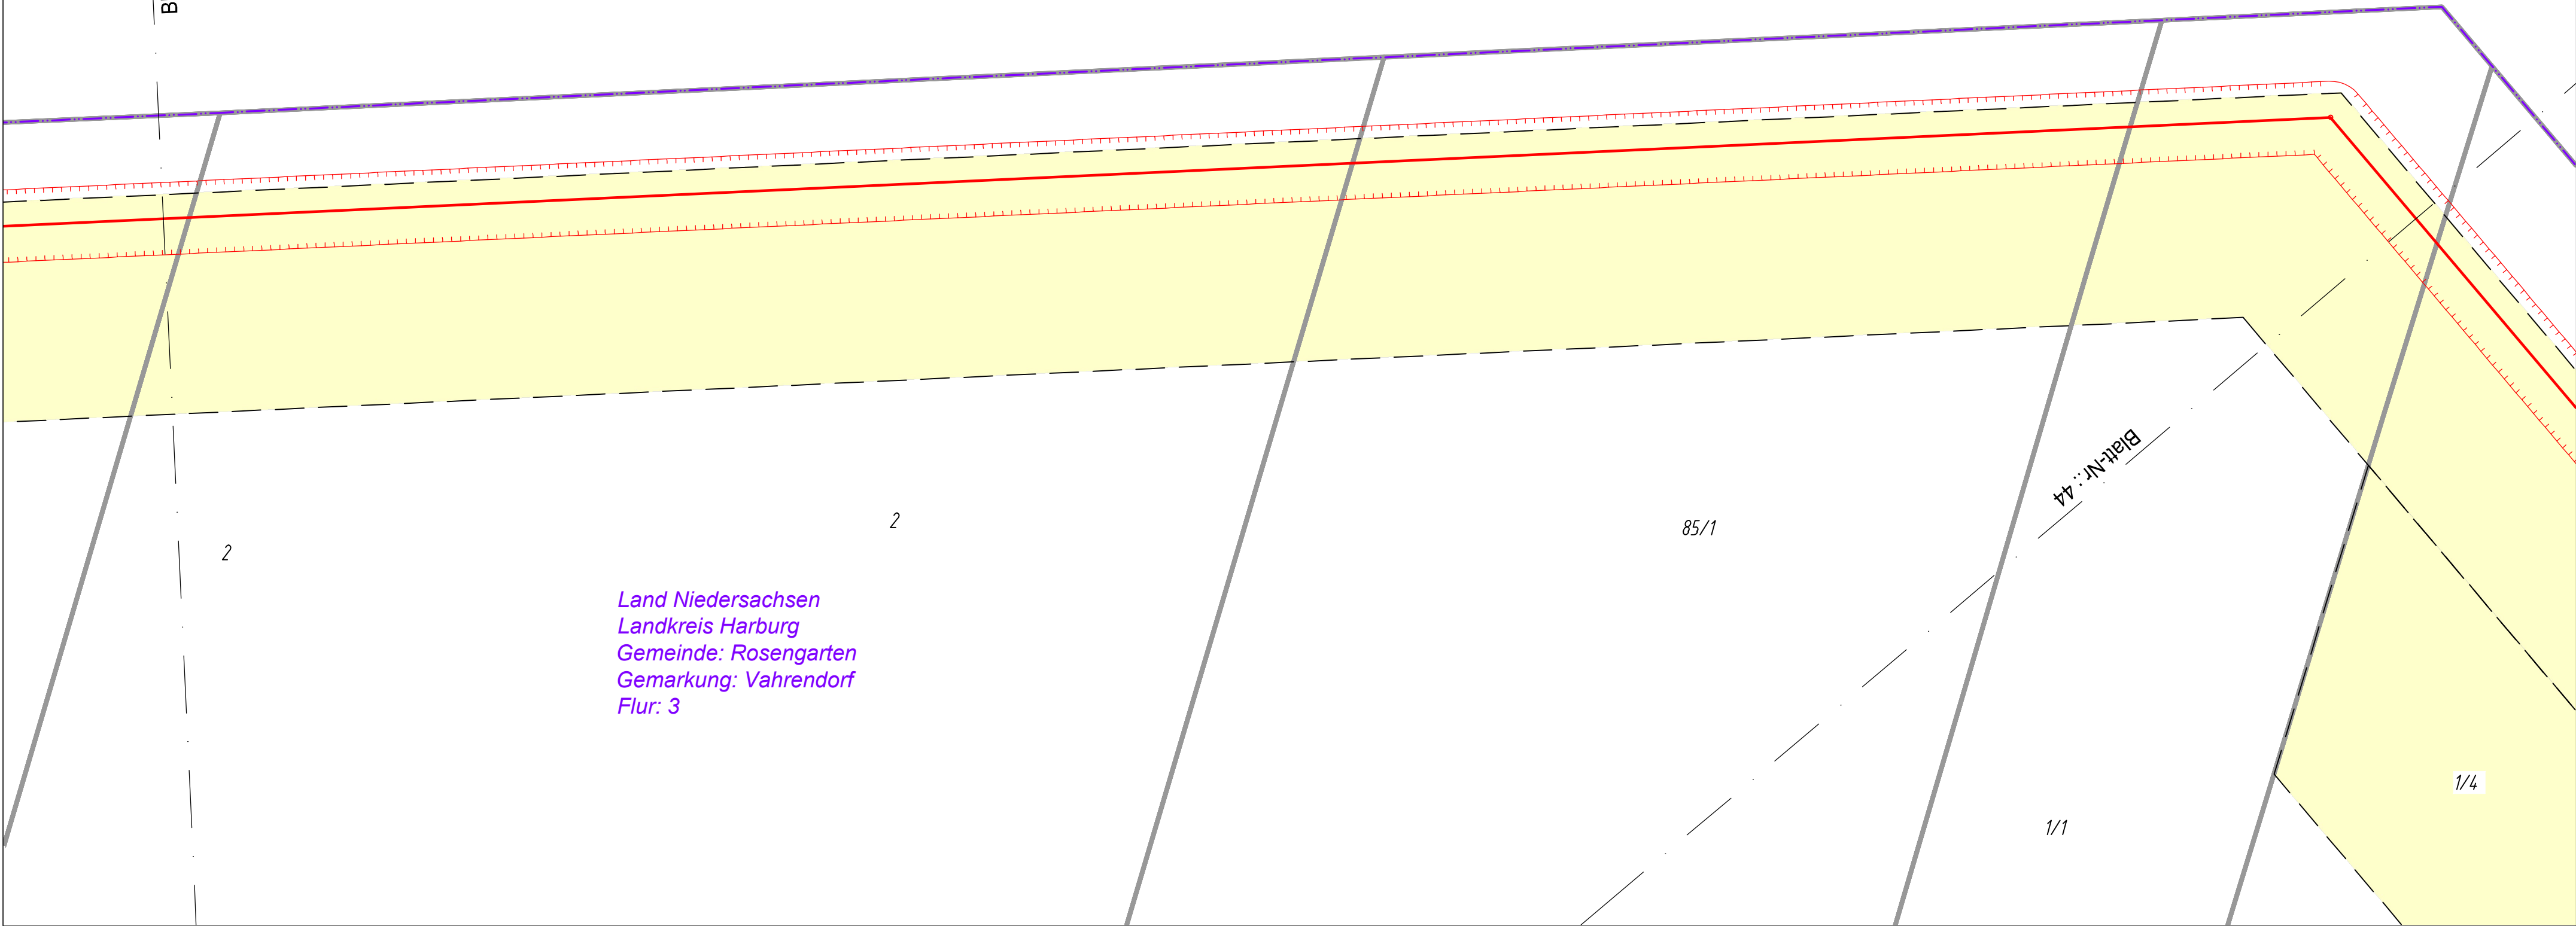 Blatt-Nr.: 44
2
85/1
2
Land Niedersachsen
Landkreis Harburg
Gemeinde: Rosengarten
Gemarkung: Vahrendorf
Flur: 3
1/4
1/1